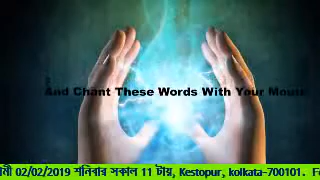 And Chant These Words With Your Mouth
মী 02/02/2019 শনিবার সকাল 11 টায়, Kestopur, kolkata-700101. F